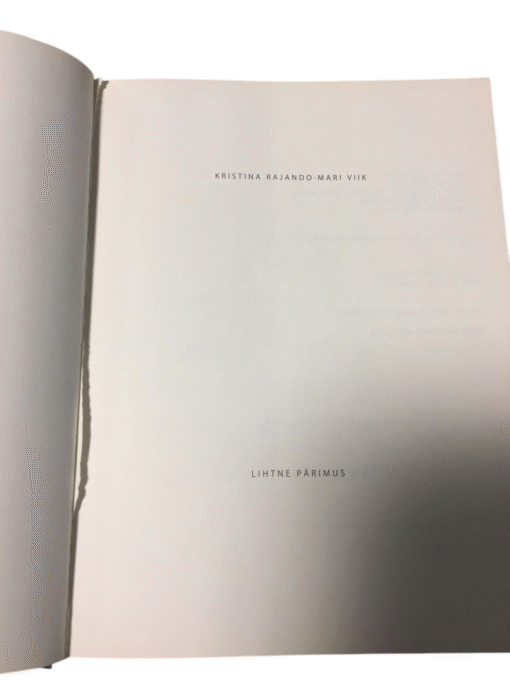 KRISTINA RAJANDO-MARI VIIK
LIHTNE PÄRIMUS